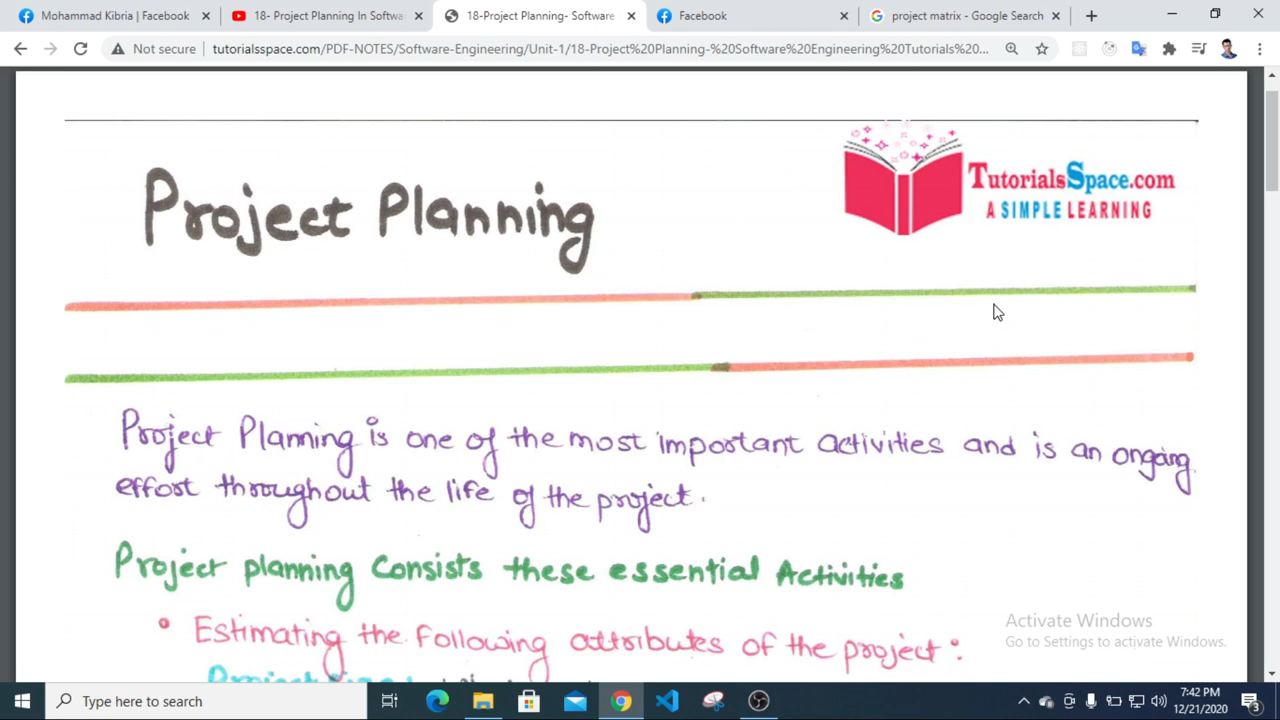 Mohammad Kibria | Facebook
18- Project Planning In Softwa
18-Project Planning- Software
Facebook
project matrix - Google Search
Not secure
tutorialsspace.com/PDF-NOTES/Software-Engineering/Unit-1/18-Project%20Planning-%20Software%20Engineering%20Tutorials%20...
Project Planning
TutorialsSpace.com
A SIMPLE LEARNING
Project Planning is one of the most important activities and is an ongoing
effort throughout the life of the project.
Project planning Consists these essential Activities
• Estimating the following attributes of the project:
Activate Windows
Go to Settings to activate Windows.
Type here to search
7:42 PM
12/21/2020
3